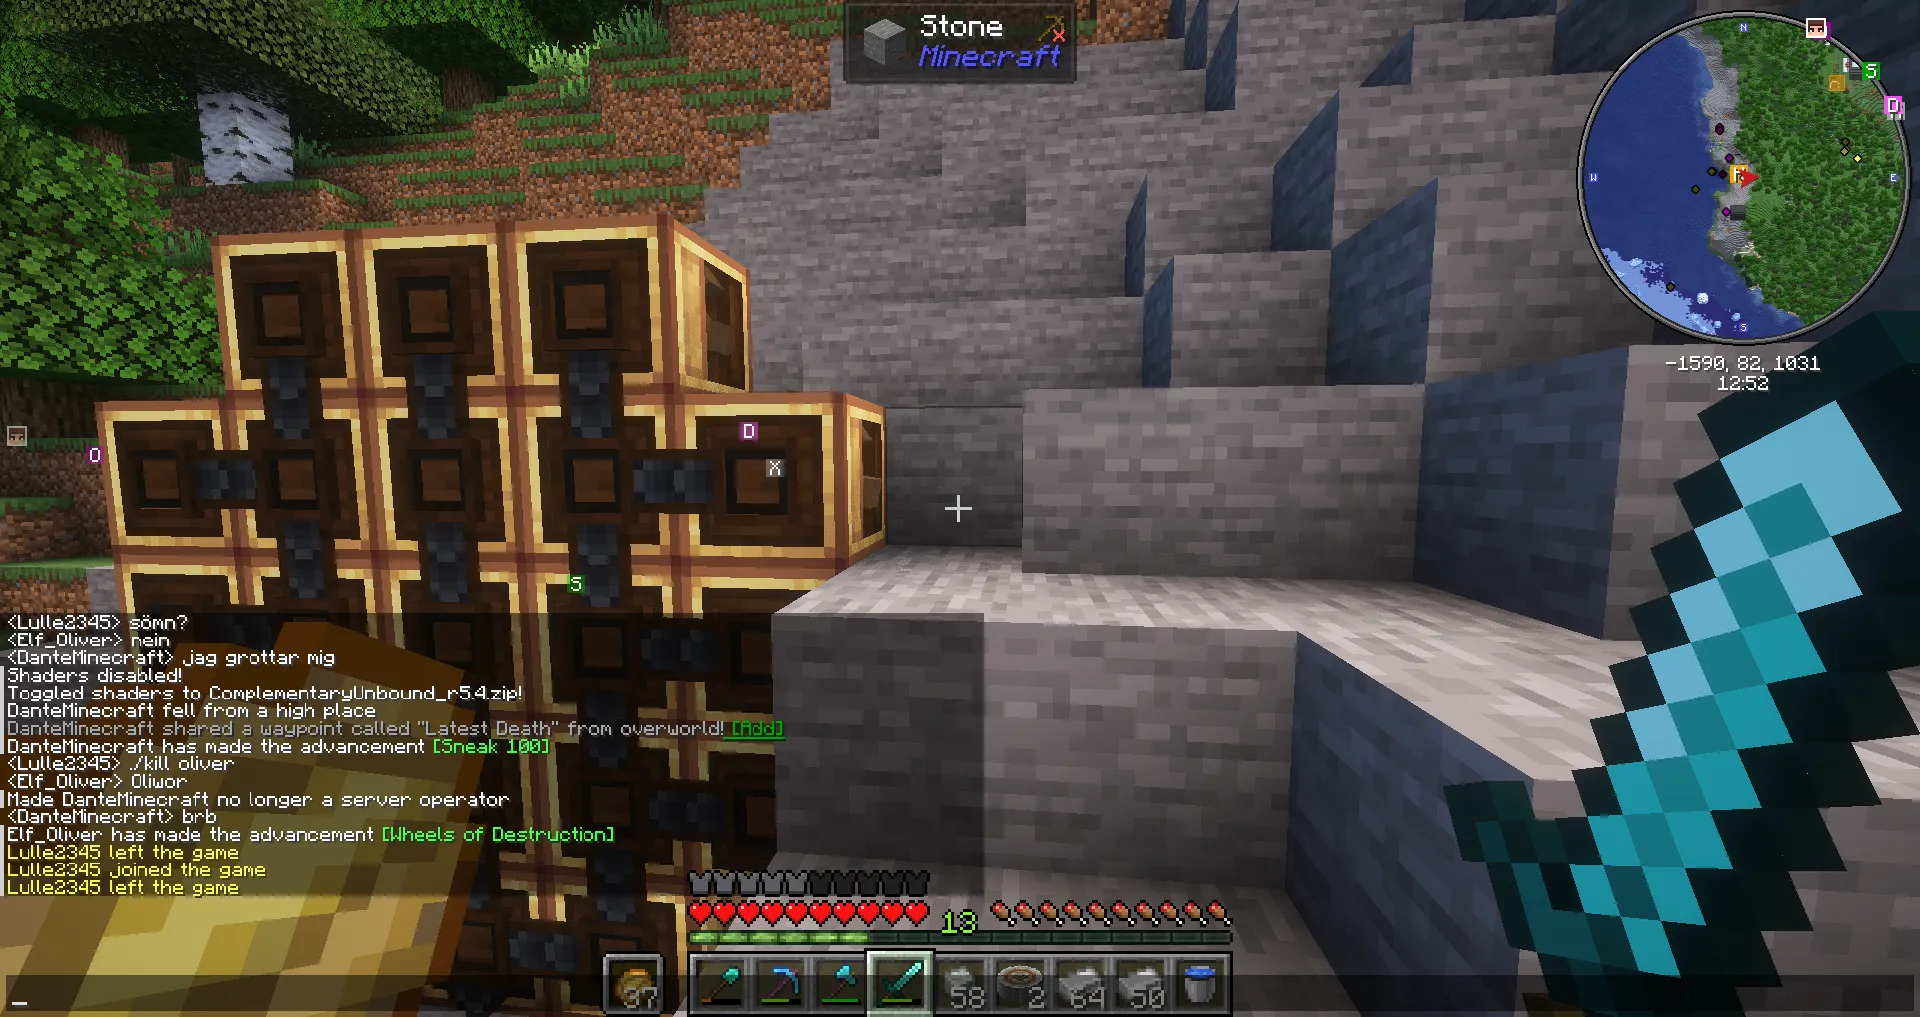 Stone
Minecraft
N
S
D
W
E
S
-1590, 82, 1031
12:52
D
X
O
S
<Lulle2345> sömn?
<Elf_Oliver> nein
<DanteMinecraft> jag grottar mig
Shaders disabled!
Toggled shaders to ComplementaryUnbound_r5.4.zip!
DanteMinecraft fell from a high place
DanteMinecraft shared a waypoint called "Latest Death" from overworld! [Add]
DanteMinecraft has made the advancement [Sneak 100]
<Lulle2345> ./kill oliver
<Elf_Oliver> Oliwor
Made DanteMinecraft no longer a server operator
<DanteMinecraft> brb
Elf_Oliver has made the advancement [Wheels of Destruction]
Lulle2345 left the game
Lulle2345 joined the game
Lulle2345 left the game
18
37
58
2
64
50
_